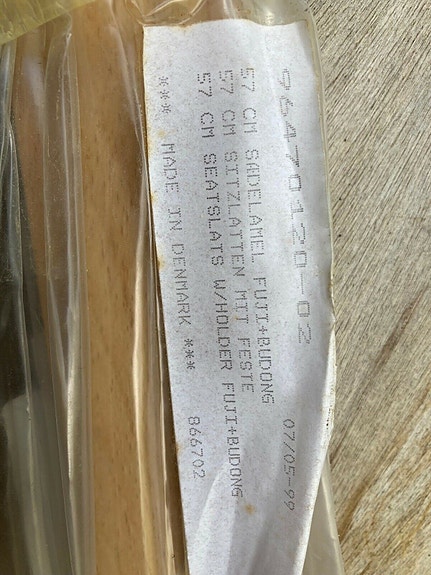 96470120-02 07/05-99
57 CM SÆDELAMEL FUJI+BUDONG
57 CM SITZLATTEN MIT FESTE
57 CM SEATSLATS W/HOLDER FUJI+BUDONG
*** MADE IN DENMARK *** 866702